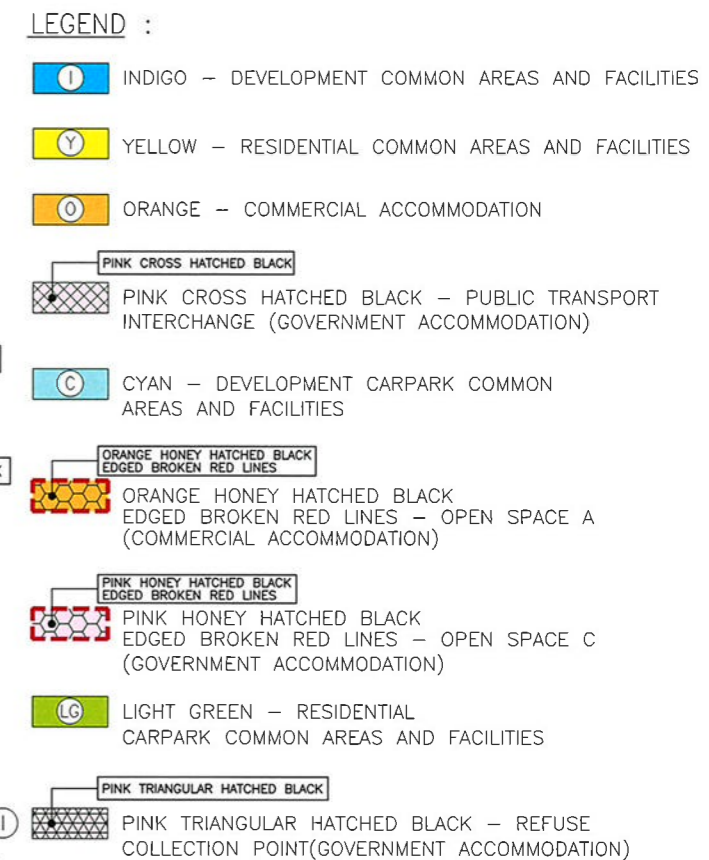 LEGEND :
I INDIGO – DEVELOPMENT COMMON AREAS AND FACILITIES
Y YELLOW – RESIDENTIAL COMMON AREAS AND FACILITIES
O ORANGE – COMMERCIAL ACCOMMODATION
PINK CROSS HATCHED BLACK
PINK CROSS HATCHED BLACK – PUBLIC TRANSPORT
INTERCHANGE (GOVERNMENT ACCOMMODATION)
C CYAN – DEVELOPMENT CARPARK COMMON
AREAS AND FACILITIES
ORANGE HONEY HATCHED BLACK
EDGED BROKEN RED LINES
ORANGE HONEY HATCHED BLACK
EDGED BROKEN RED LINES – OPEN SPACE A
(COMMERCIAL ACCOMMODATION)
PINK HONEY HATCHED BLACK
EDGED BROKEN RED LINES
PINK HONEY HATCHED BLACK
EDGED BROKEN RED LINES – OPEN SPACE C
(GOVERNMENT ACCOMMODATION)
LG LIGHT GREEN – RESIDENTIAL
CARPARK COMMON AREAS AND FACILITIES
PINK TRIANGULAR HATCHED BLACK
PINK TRIANGULAR HATCHED BLACK – REFUSE
COLLECTION POINT(GOVERNMENT ACCOMMODATION)